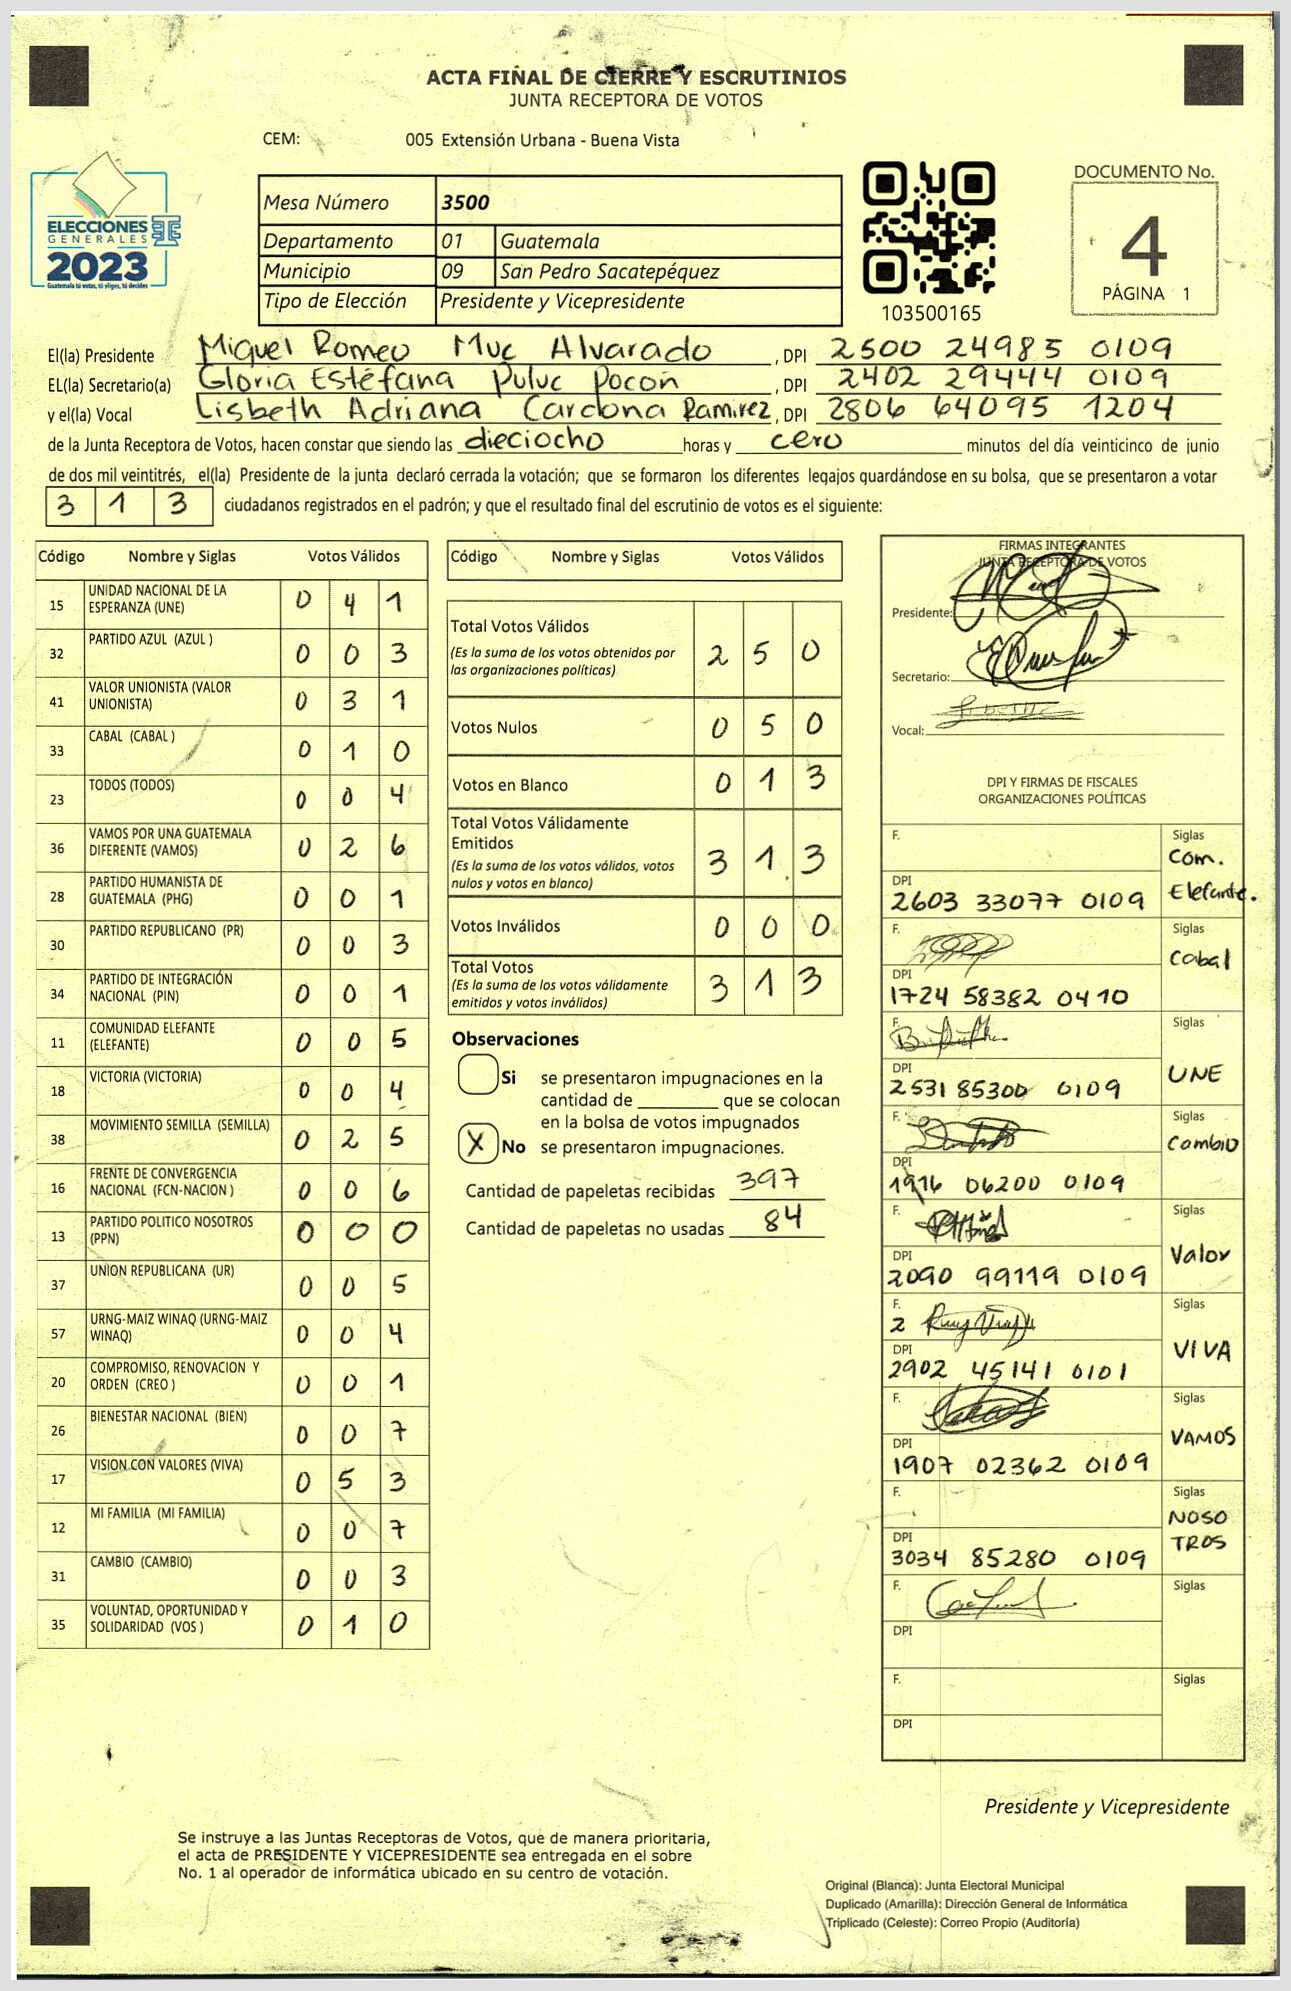 ACTA FINAL DE CIERRE Y ESCRUTINIOS
JUNTA RECEPTORA DE VOTOS
CEM: 005 Extensión Urbana - Buena Vista
ELECCIONES
GENERALES
2023
Guatemala tú votas, tú eliges, tú decides
Mesa Número 3500
Departamento 01 Guatemala
Municipio 09 San Pedro Sacatepéquez
Tipo de Elección Presidente y Vicepresidente
103500165
DOCUMENTO No.
4
PÁGINA 1
El(la) Presidente Miguel Romeo Muc Alvarado , DPI 2500 24985 0109
EL(la) Secretario(a) Gloria Estéfana Puluc Pocón , DPI 2402 29444 0109
y el(la) Vocal Lisbeth Adriana Cardona Ramirez , DPI 2806 64095 1204
de la Junta Receptora de Votos, hacen constar que siendo las dieciocho horas y cero minutos del día veinticinco de junio
de dos mil veintitrés, el(la) Presidente de la junta declaró cerrada la votación; que se formaron los diferentes legajos guardándose en su bolsa, que se presentaron a votar
3 1 3 ciudadanos registrados en el padrón; y que el resultado final del escrutinio de votos es el siguiente:
Código Nombre y Siglas Votos Válidos
15 UNIDAD NACIONAL DE LA ESPERANZA (UNE) 0 4 1
32 PARTIDO AZUL (AZUL ) 0 0 3
41 VALOR UNIONISTA (VALOR UNIONISTA) 0 3 1
33 CABAL (CABAL ) 0 1 0
23 TODOS (TODOS) 0 0 4
36 VAMOS POR UNA GUATEMALA DIFERENTE (VAMOS) 0 2 6
28 PARTIDO HUMANISTA DE GUATEMALA (PHG) 0 0 1
30 PARTIDO REPUBLICANO (PR) 0 0 3
34 PARTIDO DE INTEGRACIÓN NACIONAL (PIN) 0 0 1
11 COMUNIDAD ELEFANTE (ELEFANTE) 0 0 5
18 VICTORIA (VICTORIA) 0 0 4
38 MOVIMIENTO SEMILLA (SEMILLA) 0 2 5
16 FRENTE DE CONVERGENCIA NACIONAL (FCN-NACION ) 0 0 6
13 PARTIDO POLITICO NOSOTROS (PPN) 0 0 0
37 UNION REPUBLICANA (UR) 0 0 5
57 URNG-MAIZ WINAQ (URNG-MAIZ WINAQ) 0 0 4
20 COMPROMISO, RENOVACION Y ORDEN (CREO ) 0 0 1
26 BIENESTAR NACIONAL (BIEN) 0 0 7
17 VISION CON VALORES (VIVA) 0 5 3
12 MI FAMILIA (MI FAMILIA) 0 0 7
31 CAMBIO (CAMBIO) 0 0 3
35 VOLUNTAD, OPORTUNIDAD Y SOLIDARIDAD (VOS ) 0 1 0
Código Nombre y Siglas Votos Válidos
Total Votos Válidos 2 5 0
(Es la suma de los votos obtenidos por
las organizaciones políticas)
Votos Nulos 0 5 0
Votos en Blanco 0 1 3
Total Votos Válidamente
Emitidos 3 1 3
(Es la suma de los votos válidos, votos
nulos y votos en blanco)
Votos Inválidos 0 0 0
Total Votos 3 1 3
(Es la suma de los votos válidamente
emitidos y votos inválidos)
Observaciones
Si se presentaron impugnaciones en la
cantidad de ________ que se colocan
en la bolsa de votos impugnados
X No se presentaron impugnaciones.
Cantidad de papeletas recibidas 397
Cantidad de papeletas no usadas 84
FIRMAS INTEGRANTES
JUNTA RECEPTORA DE VOTOS
Presidente:
Secretario:
Vocal:
DPI Y FIRMAS DE FISCALES
ORGANIZACIONES POLÍTICAS
F. Siglas
Com.
Elefante.
DPI
2603 33077 0109
F. Siglas
Cabal
DPI
1724 58382 0410
F. Siglas
UNE
DPI
2531 85300 0109
F. Siglas
Cambio
DPI
1916 06200 0109
F. Siglas
Valor
DPI
2090 99119 0109
F. Siglas
2
VIVA
DPI
2902 45141 0101
F. Siglas
VAMOS
DPI
1907 02362 0109
F. Siglas
NOSO
TROS
DPI
3034 85280 0109
F. Siglas
DPI
F. Siglas
DPI
Presidente y Vicepresidente
Se instruye a las Juntas Receptoras de Votos, que de manera prioritaria,
el acta de PRESIDENTE Y VICEPRESIDENTE sea entregada en el sobre
No. 1 al operador de informática ubicado en su centro de votación.
Original (Blanca): Junta Electoral Municipal
Duplicado (Amarilla): Dirección General de Informática
Triplicado (Celeste): Correo Propio (Auditoría)